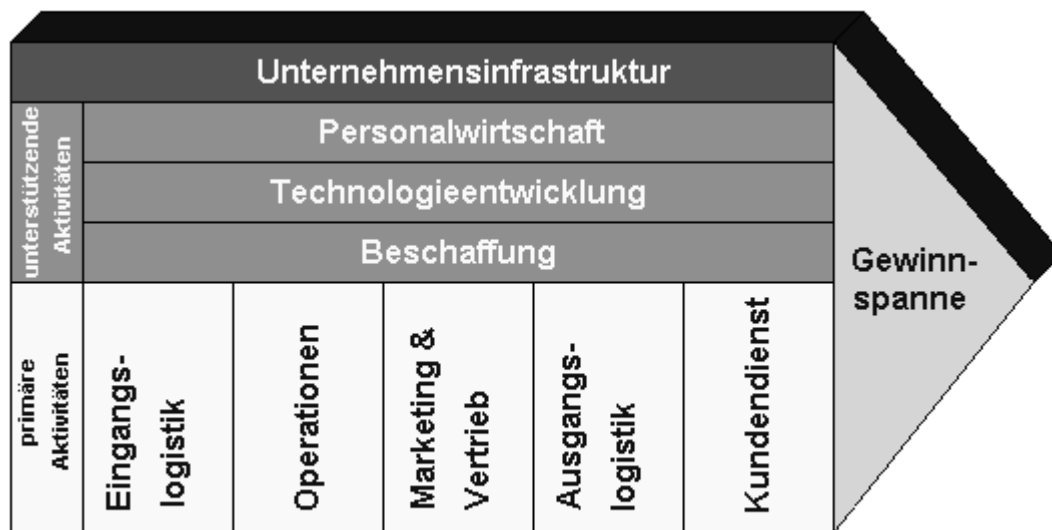 Unternehmensinfrastruktur
unterstützende
Aktivitäten
Personalwirtschaft
Technologieentwicklung
Beschaffung
Gewinn-
spanne
primäre
Aktivitäten
Eingangs-
logistik
Operationen
Marketing &
Vertrieb
Ausgangs-
logistik
Kundendienst